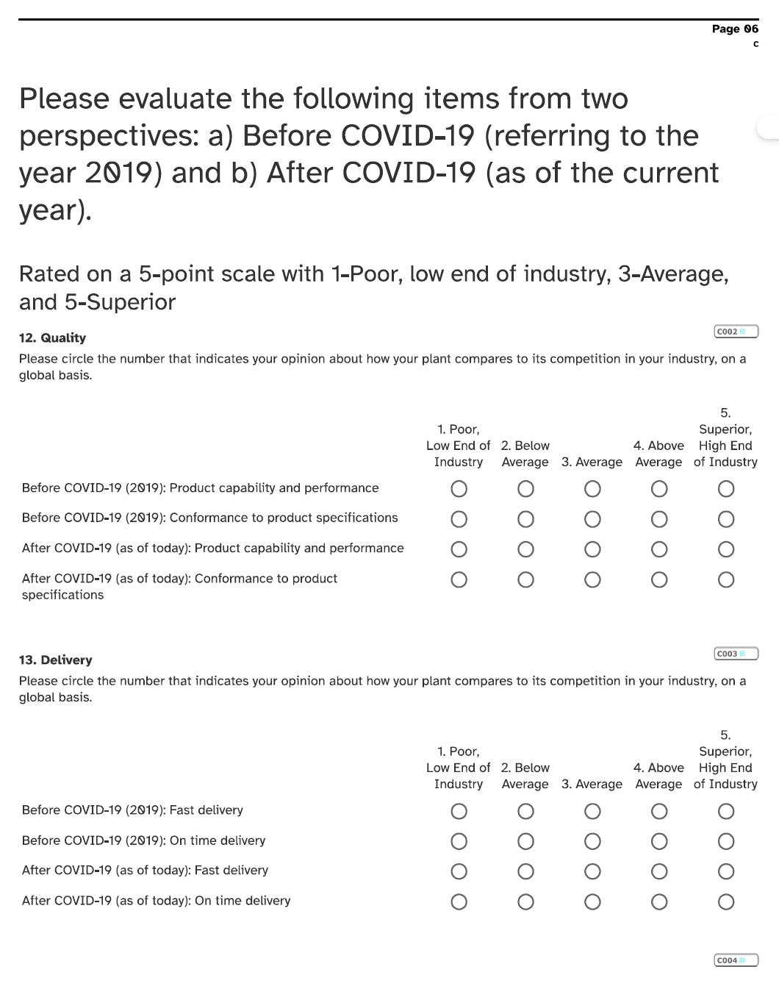 Page 06
c
Please evaluate the following items from two
perspectives: a) Before COVID-19 (referring to the
year 2019) and b) After COVID-19 (as of the current
year).
Rated on a 5-point scale with 1-Poor, low end of industry, 3-Average,
and 5-Superior
C002
12. Quality
Please circle the number that indicates your opinion about how your plant compares to its competition in your industry, on a
global basis.
5.
1. Poor, Superior,
Low End of 2. Below 4. Above High End
Industry Average 3. Average Average of Industry
Before COVID-19 (2019): Product capability and performance
Before COVID-19 (2019): Conformance to product specifications
After COVID-19 (as of today): Product capability and performance
After COVID-19 (as of today): Conformance to product
specifications
C003
13. Delivery
Please circle the number that indicates your opinion about how your plant compares to its competition in your industry, on a
global basis.
5.
1. Poor, Superior,
Low End of 2. Below 4. Above High End
Industry Average 3. Average Average of Industry
Before COVID-19 (2019): Fast delivery
Before COVID-19 (2019): On time delivery
After COVID-19 (as of today): Fast delivery
After COVID-19 (as of today): On time delivery
C004